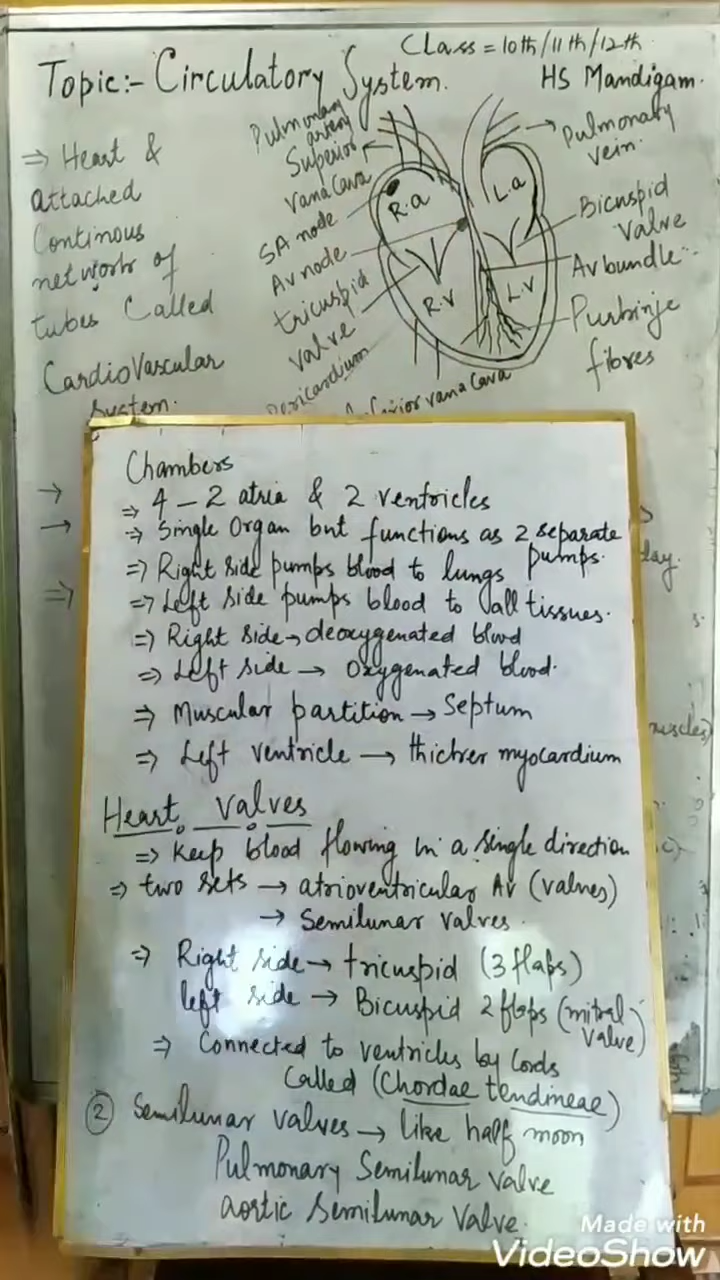 Class = 10th/11th/12th
Topic:- Circulatory System.
HS Mandigam.
⇒ Heart &
attached
Continous
network of
tubes Called
CardioVascular
System.
Pulmonary
artery
Superior
vanaCava
SA node
Av node
tricuspid
valve
Pericardium
R.a
L.a
R.v
L.v
Pulmonary
vein
Bicuspid
valve
Av bundle
Purbinje
fibres
vana Cava
Chambers
⇒ 4 - 2 atria & 2 ventricles
⇒ Single Organ but functions as 2 separate
pumps.
⇒ Right side pumps blood to lungs
⇒ Left side pumps blood to all tissues.
⇒ Right side → deoxygenated blood
⇒ Left side → Oxygenated blood.
⇒ Muscular partition → Septum
⇒ Left ventricle → thicker myocardium
Heart valves
⇒ Keep blood flowing in a single direction
⇒ two sets → atrioventricular AV (valves)
→ Semilunar valves.
⇒ Right side → tricuspid (3 flaps)
left side → Bicuspid 2 flaps (mitral valve)
⇒ Connected to ventricles by Cords
Called (Chordae tendineae)
② Semilunar valves → like half moon
Pulmonary Semilunar valve
aortic Semilunar valve.
Made with
VideoShow